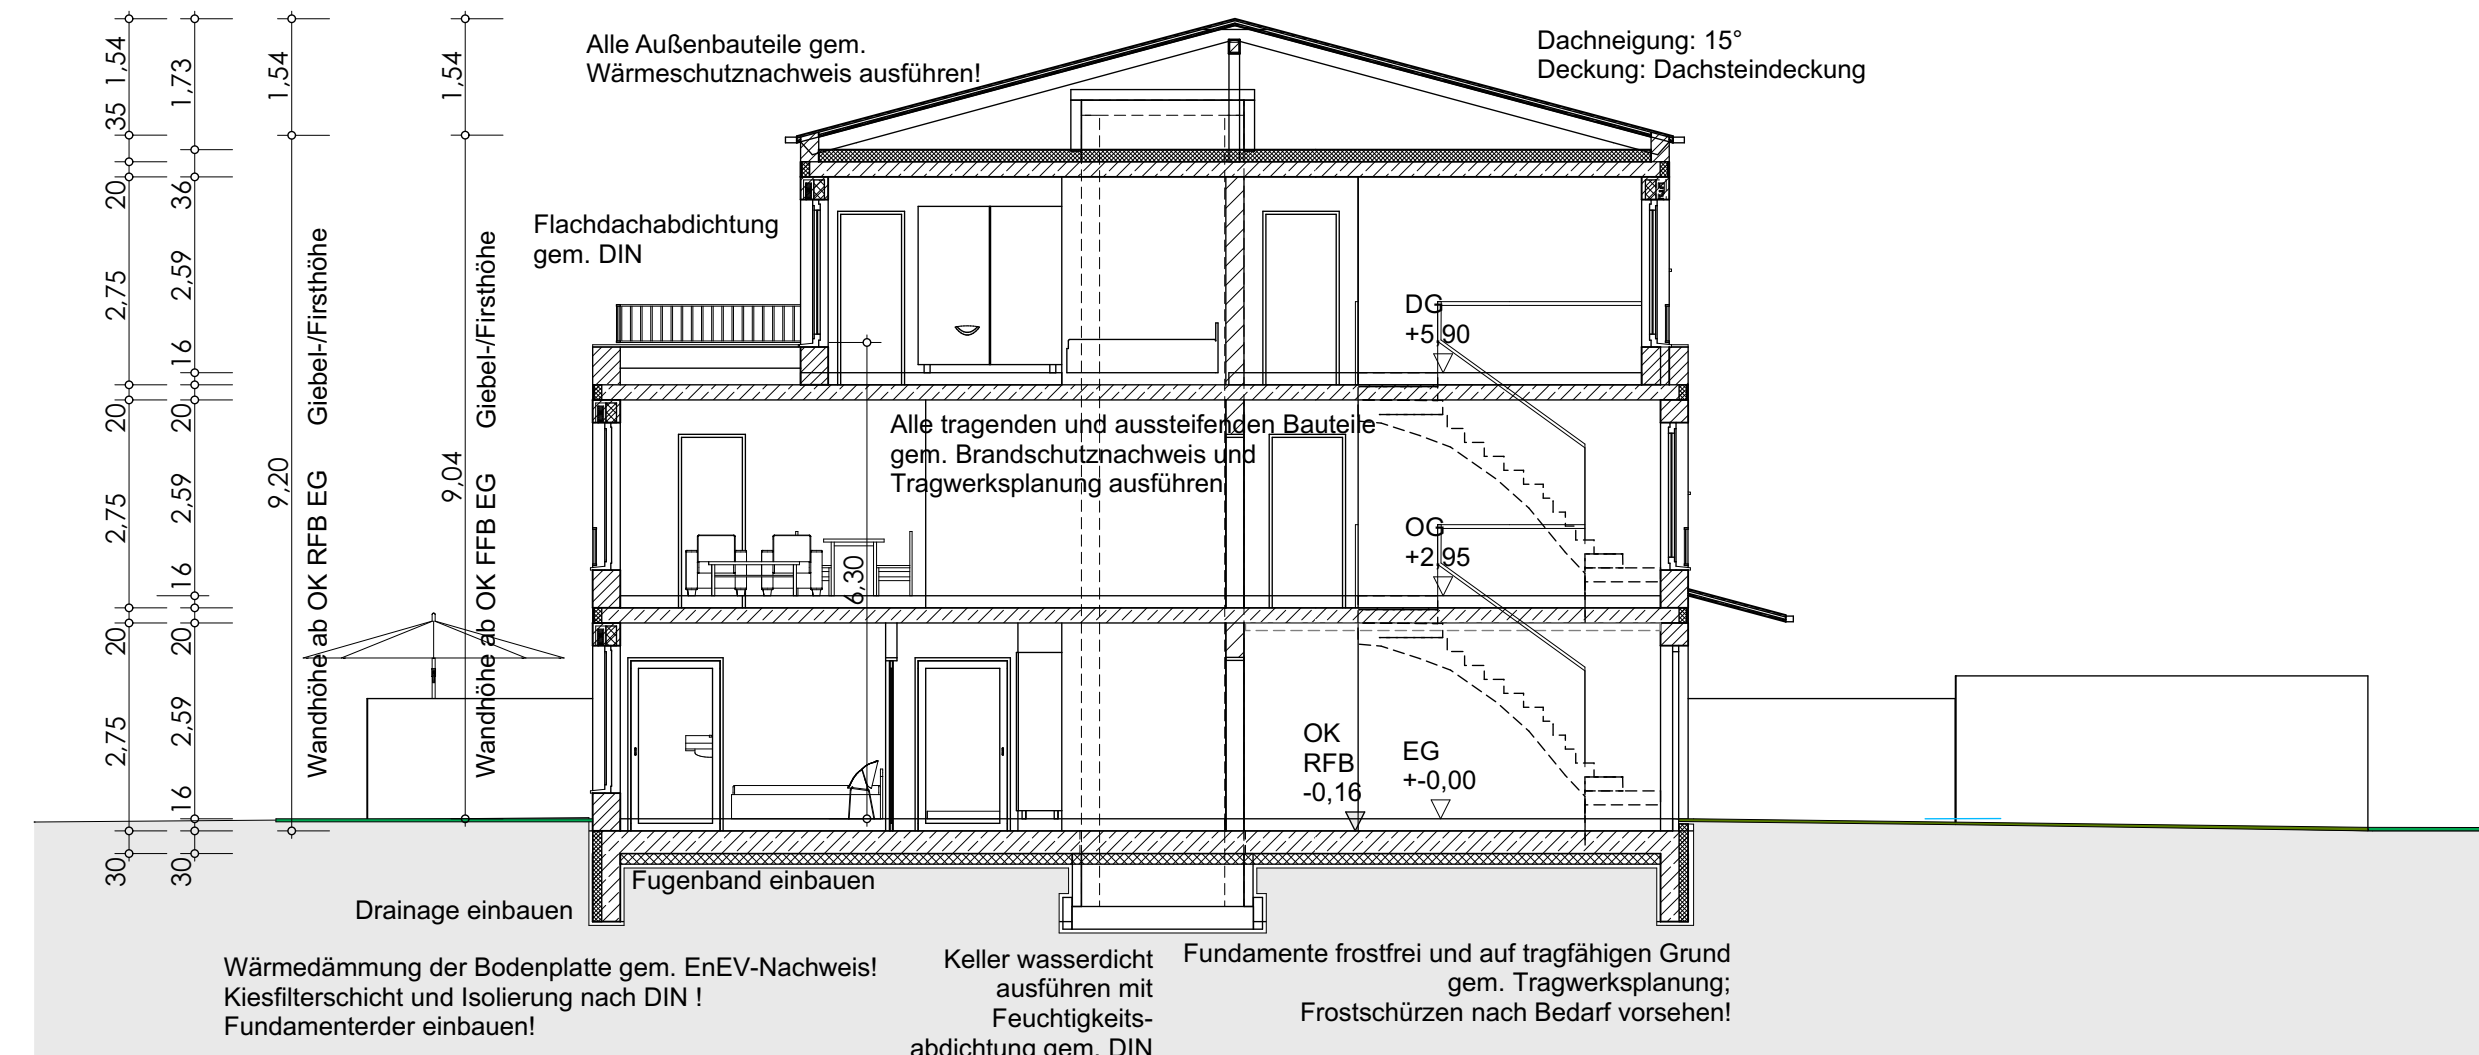 Alle Außenbauteile gem.
Wärmeschutznachweis ausführen!
Dachneigung: 15°
Deckung: Dachsteindeckung
1,54
35
20
2,75
20
2,75
20
2,75
30
1,73
36
2,59
16
20
2,59
16
20
2,59
16
30
1,54
9,20
Wandhöhe ab OK RFB EG Giebel-/Firsthöhe
1,54
9,04
Wandhöhe ab OK FFB EG Giebel-/Firsthöhe
Flachdachabdichtung
gem. DIN
DG
+5,90
Alle tragenden und aussteifenden Bauteile
gem. Brandschutznachweis und
Tragwerksplanung ausführen
OG
+2,95
6,30
OK
RFB
-0,16
EG
+-0,00
Fugenband einbauen
Drainage einbauen
Wärmedämmung der Bodenplatte gem. EnEV-Nachweis!
Kiesfilterschicht und Isolierung nach DIN !
Fundamenterder einbauen!
Keller wasserdicht
ausführen mit
Feuchtigkeits-
abdichtung gem. DIN
Fundamente frostfrei und auf tragfähigen Grund
gem. Tragwerksplanung;
Frostschürzen nach Bedarf vorsehen!